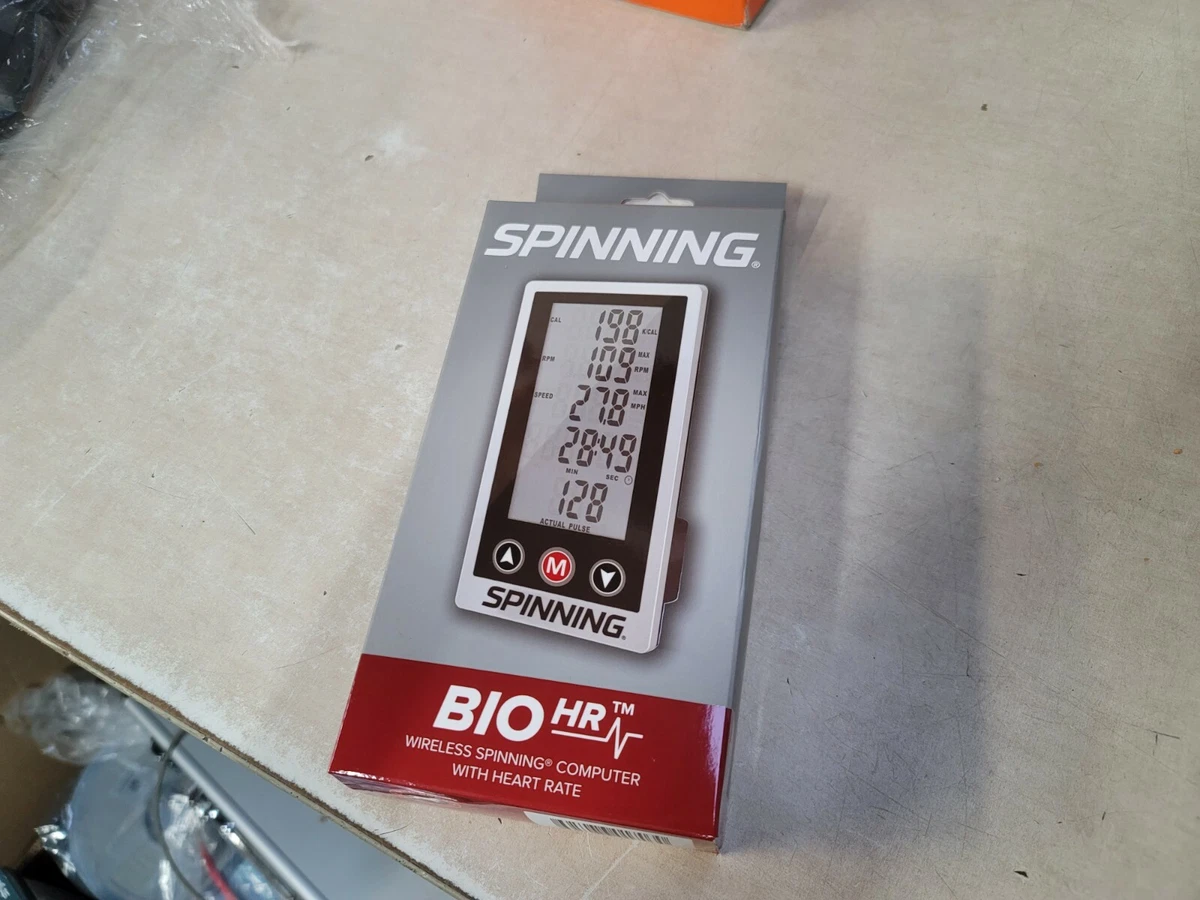 SPINNING®
CAL 198 K/CAL
RPM 109 MAX RPM
SPEED 27.8 MAX MPH
28:49
MIN SEC
128
ACTUAL PULSE
M
SPINNING®
BIO HR™
WIRELESS SPINNING® COMPUTER
WITH HEART RATE